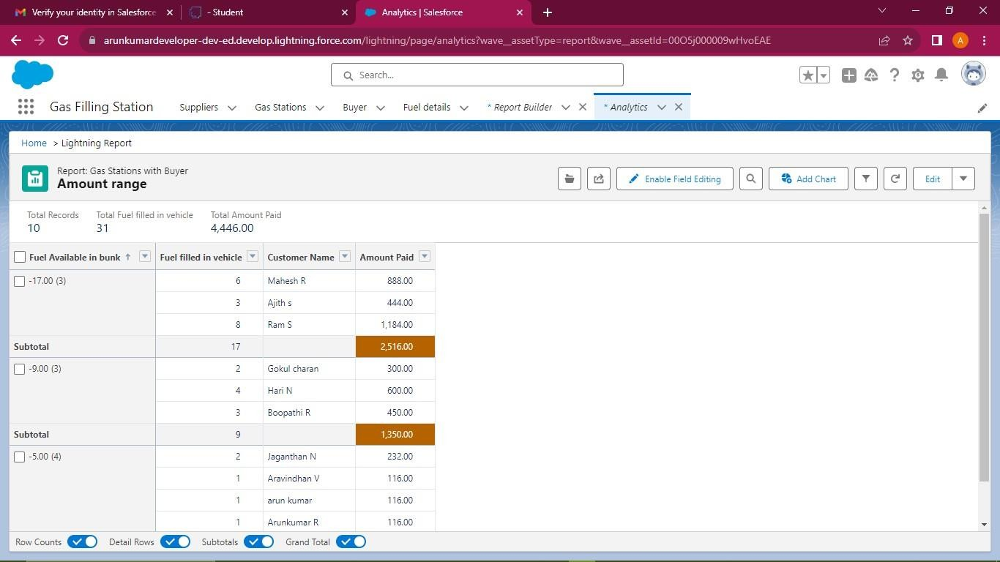 Verify your identity in Salesforce
- Student
Analytics | Salesforce
arunkumardeveloper-dev-ed.develop.lightning.force.com/lightning/page/analytics?wave__assetType=report&wave__assetId=00O5j000009wHvoEAE
A
Search...
Gas Filling Station
Suppliers
Gas Stations
Buyer
Fuel details
* Report Builder
* Analytics
Home > Lightning Report
Report: Gas Stations with Buyer
Amount range
Enable Field Editing
Add Chart
Edit
Total Records
10
Total Fuel filled in vehicle
31
Total Amount Paid
4,446.00
Fuel Available in bunk ↑ Fuel filled in vehicle Customer Name Amount Paid
-17.00 (3) 6 Mahesh R 888.00
3 Ajith s 444.00
8 Ram S 1,184.00
Subtotal 17 2,516.00
-9.00 (3) 2 Gokul charan 300.00
4 Hari N 600.00
3 Boopathi R 450.00
Subtotal 9 1,350.00
-5.00 (4) 2 Jaganthan N 232.00
1 Aravindhan V 116.00
1 arun kumar 116.00
1 Arunkumar R 116.00
Row Counts Detail Rows Subtotals Grand Total